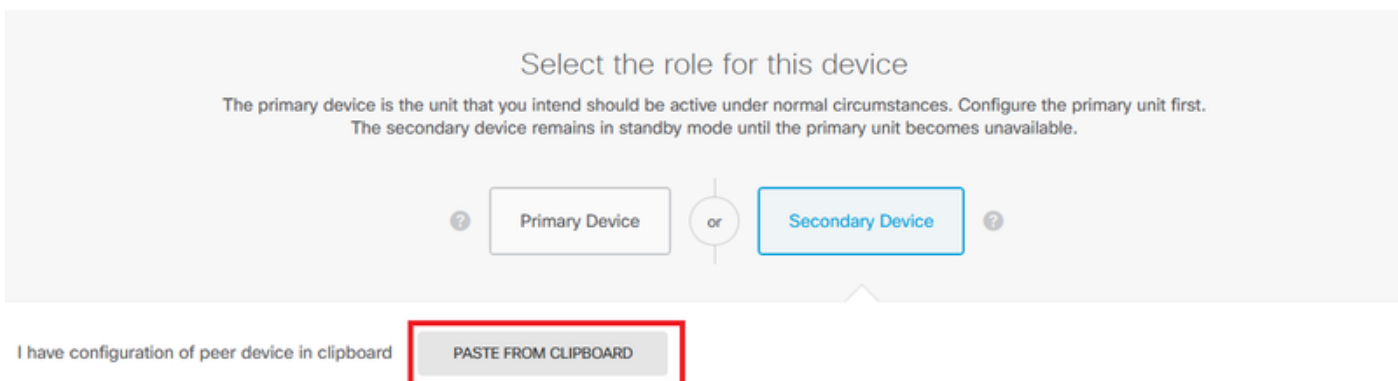 Select the role for this device
The primary device is the unit that you intend should be active under normal circumstances. Configure the primary unit first.
The secondary device remains in standby mode until the primary unit becomes unavailable.
? Primary Device or Secondary Device ?
I have configuration of peer device in clipboard PASTE FROM CLIPBOARD